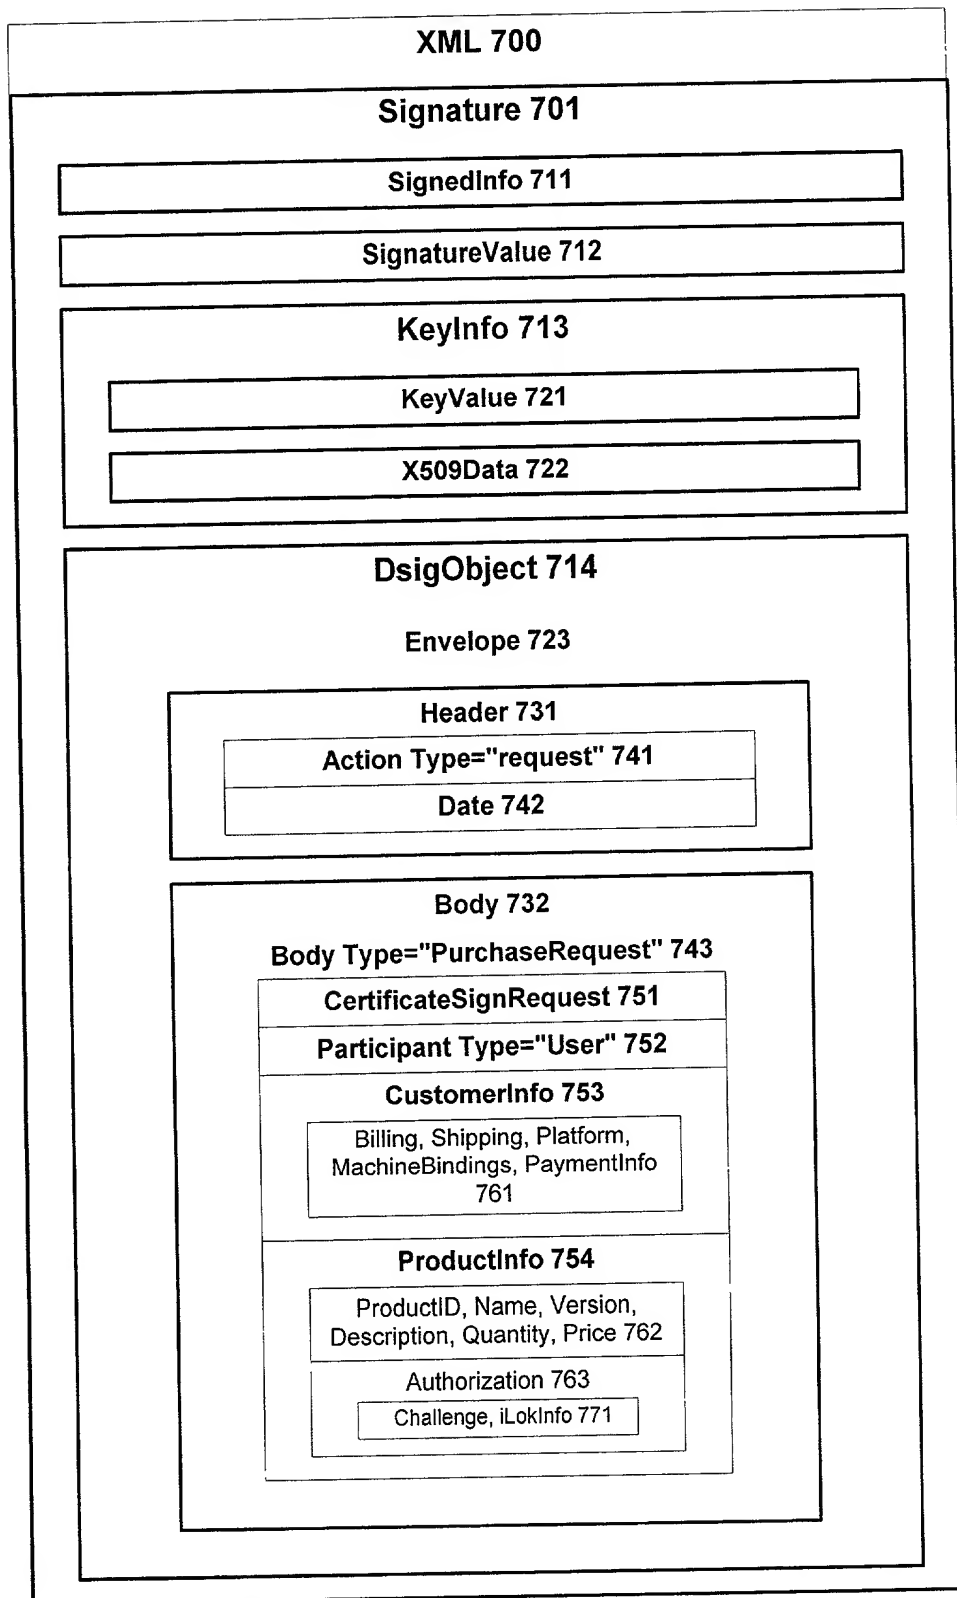 XML 700
Signature 701
SignedInfo 711
SignatureValue 712
KeyInfo 713
KeyValue 721
X509Data 722
DsigObject 714
Envelope 723
Header 731
Action Type="request" 741
Date 742
Body 732
Body Type="PurchaseRequest" 743
CertificateSignRequest 751
Participant Type="User" 752
CustomerInfo 753
Billing, Shipping, Platform,
MachineBindings, PaymentInfo
761
ProductInfo 754
ProductID, Name, Version,
Description, Quantity, Price 762
Authorization 763
Challenge, iLokInfo 771